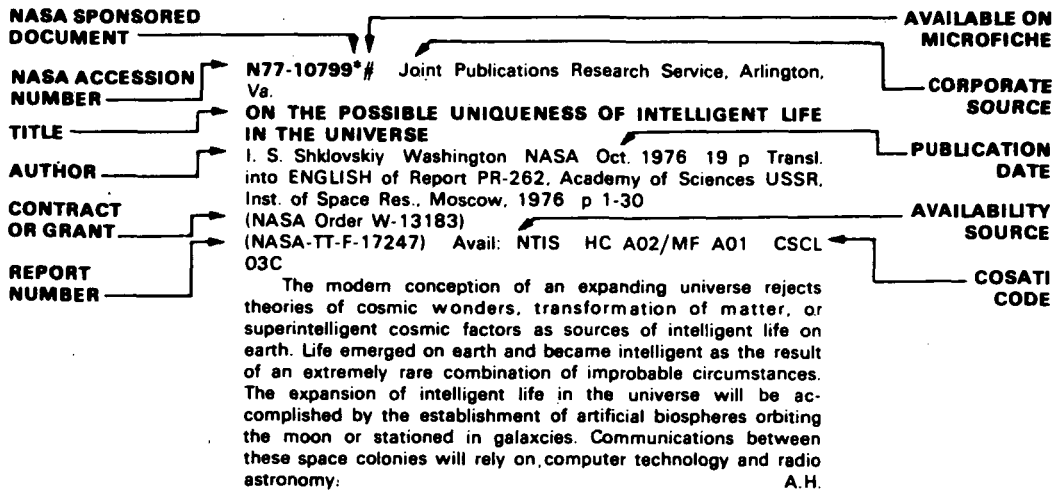 NASA SPONSORED
DOCUMENT
NASA ACCESSION
NUMBER
TITLE
AUTHOR
CONTRACT
OR GRANT
REPORT
NUMBER
N77-10799*# Joint Publications Research Service, Arlington,
Va.
ON THE POSSIBLE UNIQUENESS OF INTELLIGENT LIFE
IN THE UNIVERSE
I. S. Shklovskiy Washington NASA Oct. 1976 19 p Transl.
into ENGLISH of Report PR-262, Academy of Sciences USSR,
Inst. of Space Res., Moscow, 1976 p 1-30
(NASA Order W-13183)
(NASA-TT-F-17247) Avail: NTIS HC A02/MF A01 CSCL
03C
The modern conception of an expanding universe rejects
theories of cosmic wonders, transformation of matter, or
superintelligent cosmic factors as sources of intelligent life on
earth. Life emerged on earth and became intelligent as the result
of an extremely rare combination of improbable circumstances.
The expansion of intelligent life in the universe will be ac-
complished by the establishment of artificial biospheres orbiting
the moon or stationed in galaxcies. Communications between
these space colonies will rely on computer technology and radio
astronomy. A.H.
AVAILABLE ON
MICROFICHE
CORPORATE
SOURCE
PUBLICATION
DATE
AVAILABILITY
SOURCE
COSATI
CODE